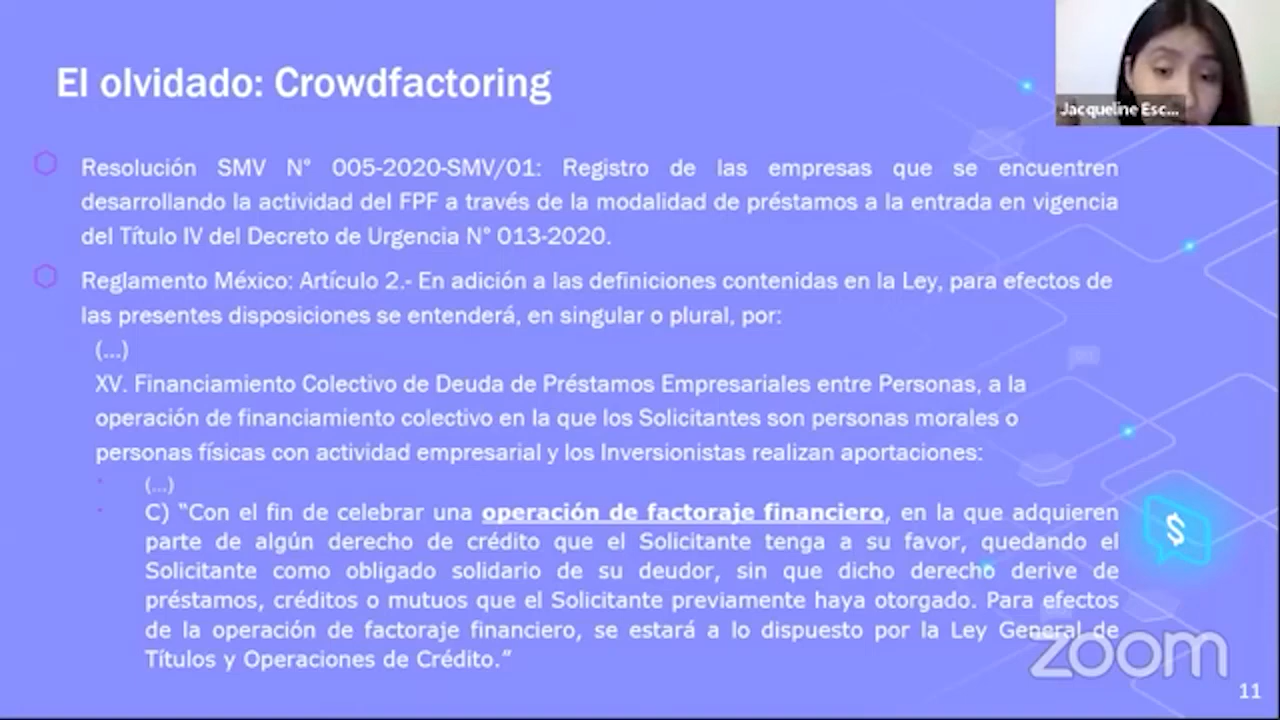 El olvidado: Crowdfactoring
Jacqueline Esc...
Resolución SMV N° 005-2020-SMV/01: Registro de las empresas que se encuentren
desarrollando la actividad del FPF a través de la modalidad de préstamos a la entrada en vigencia
del Título IV del Decreto de Urgencia N° 013-2020.
Reglamento México: Artículo 2.- En adición a las definiciones contenidas en la Ley, para efectos de
las presentes disposiciones se entenderá, en singular o plural, por:
(...)
XV. Financiamiento Colectivo de Deuda de Préstamos Empresariales entre Personas, a la
operación de financiamiento colectivo en la que los Solicitantes son personas morales o
personas físicas con actividad empresarial y los Inversionistas realizan aportaciones:
(...)
C) “Con el fin de celebrar una operación de factoraje financiero, en la que adquieren
parte de algún derecho de crédito que el Solicitante tenga a su favor, quedando el
Solicitante como obligado solidario de su deudor, sin que dicho derecho derive de
préstamos, créditos o mutuos que el Solicitante previamente haya otorgado. Para efectos
de la operación de factoraje financiero, se estará a lo dispuesto por la Ley General de
Títulos y Operaciones de Crédito.”
$
zoom
11